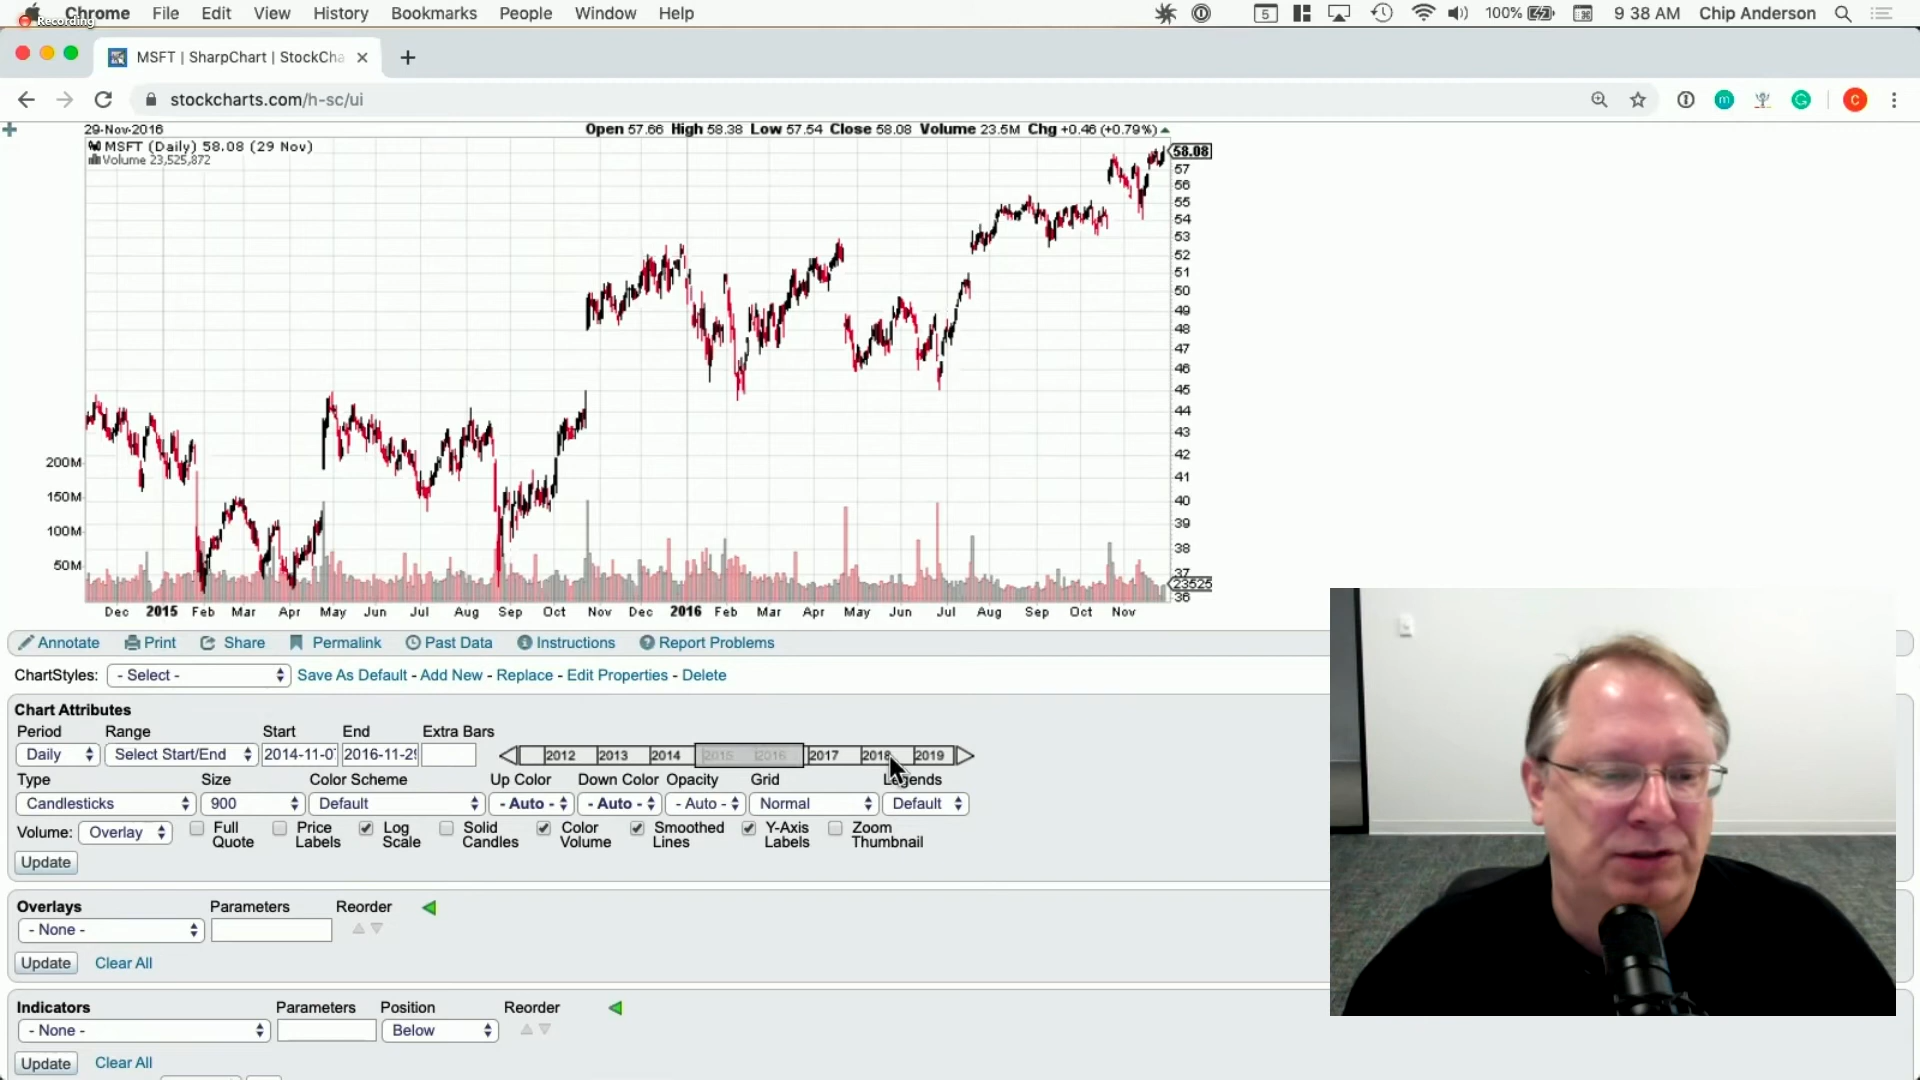 Chrome File Edit View History Bookmarks People Window Help
Recording
5 100% 9 38 AM Chip Anderson
MSFT | SharpChart | StockCha
stockcharts.com/h-sc/ui
29-Nov-2016 Open 57.66 High 58.38 Low 57.54 Close 58.08 Volume 23.5M Chg +0.46 (+0.79%)
MSFT (Daily) 58.08 (29 Nov)
Volume 23,525,872
58.08
57
56
55
54
53
52
51
50
49
48
47
46
45
44
43
42
41
40
39
38
37
23525
36
200M
150M
100M
50M
Dec 2015 Feb Mar Apr May Jun Jul Aug Sep Oct Nov Dec 2016 Feb Mar Apr May Jun Jul Aug Sep Oct Nov
Annotate Print Share Permalink Past Data Instructions Report Problems
ChartStyles: - Select - Save As Default - Add New - Replace - Edit Properties - Delete
Chart Attributes
Period Range Start End Extra Bars
Daily Select Start/End 2014-11-0 2016-11-29 2012 2013 2014 2015 2016 2017 2018 2019
Type Size Color Scheme Up Color Down Color Opacity Grid Legends
Candlesticks 900 Default - Auto - - Auto - - Auto - Normal Default
Volume: Overlay Full Quote Price Labels Log Scale Solid Candles Color Volume Smoothed Lines Y-Axis Labels Zoom Thumbnail
Update
Overlays Parameters Reorder
- None -
Update Clear All
Indicators Parameters Position Reorder
- None - Below
Update Clear All